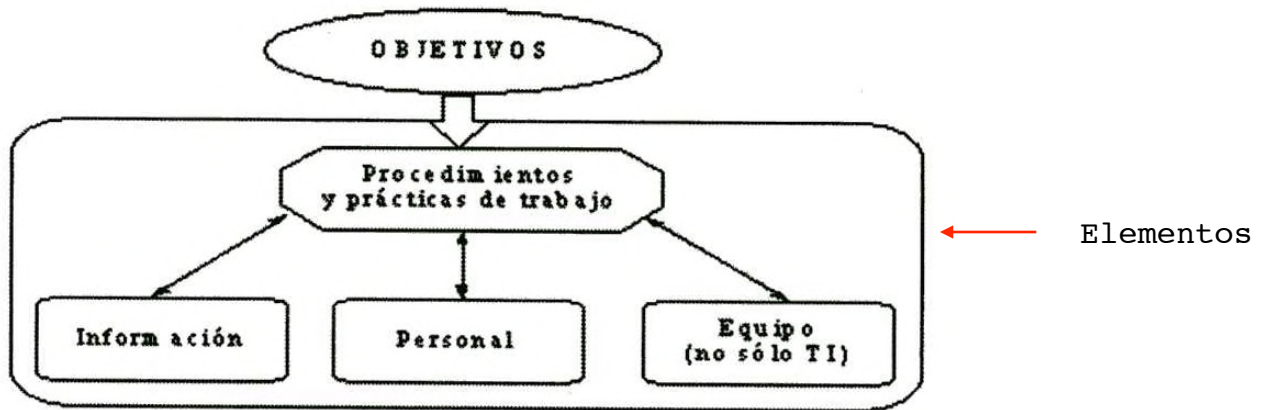 OBJETIVOS
Procedimientos
y prácticas de trabajo
Elementos
Información
Personal
Equipo
(no sólo TI)